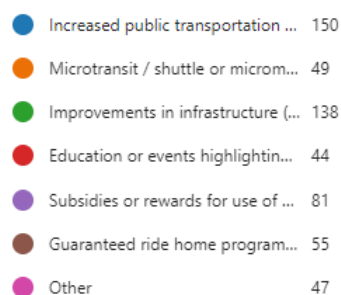 Increased public transportation ... 150
Microtransit / shuttle or microm... 49
Improvements in infrastructure (... 138
Education or events highlightin... 44
Subsidies or rewards for use of ... 81
Guaranteed ride home program... 55
Other 47